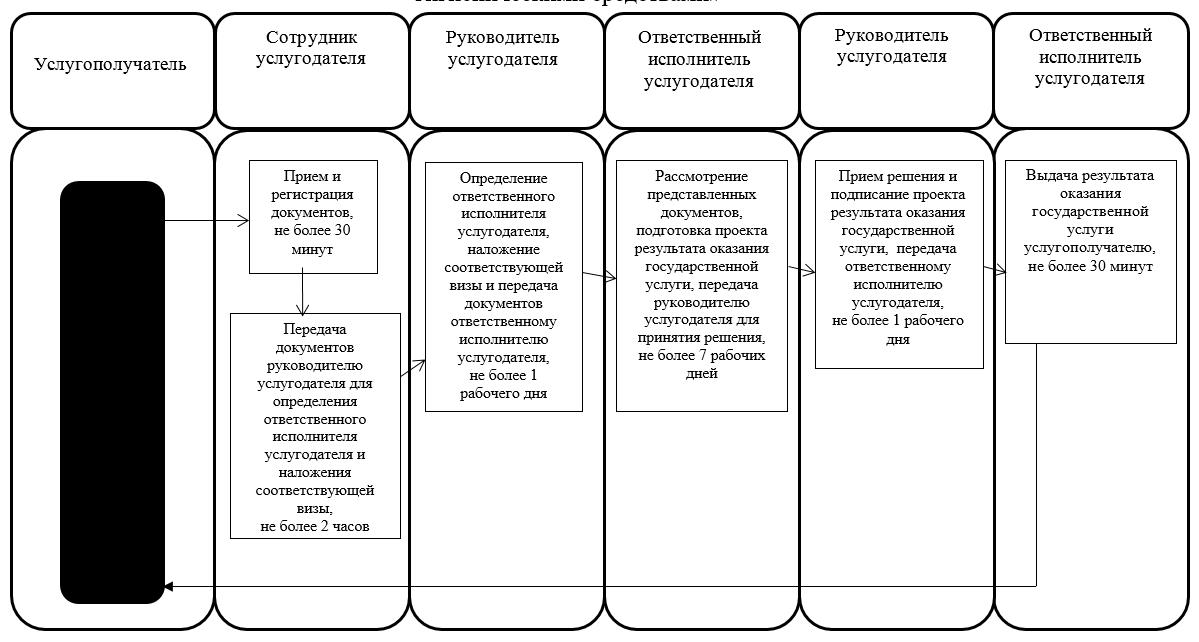 Услугополучатель
Сотрудник
услугодателя
Руководитель
услугодателя
Ответственный
исполнитель
услугодателя
Руководитель
услугодателя
Ответственный
исполнитель
услугодателя
Прием и
регистрация
документов,
не более 30
минут
Передача
документов
руководителю
услугодателя для
определения
ответственного
исполнителя
услугодателя и
наложения
соответствующей
визы,
не более 2 часов
Определение
ответственного
исполнителя
услугодателя,
наложение
соответствующей
визы и передача
документов
ответственному
исполнителю
услугодателя,
не более 1
рабочего дня
Рассмотрение
представленных
документов,
подготовка проекта
результата оказания
государственной
услуги, передача
руководителю
услугодателя для
принятия решения,
не более 7 рабочих
дней
Прием решения и
подписание проекта
результата оказания
государственной
услуги, передача
ответственному
исполнителю
услугодателя,
не более 1 рабочего
дня
Выдача результата
оказания
государственной
услуги
услугополучателю,
не более 30 минут